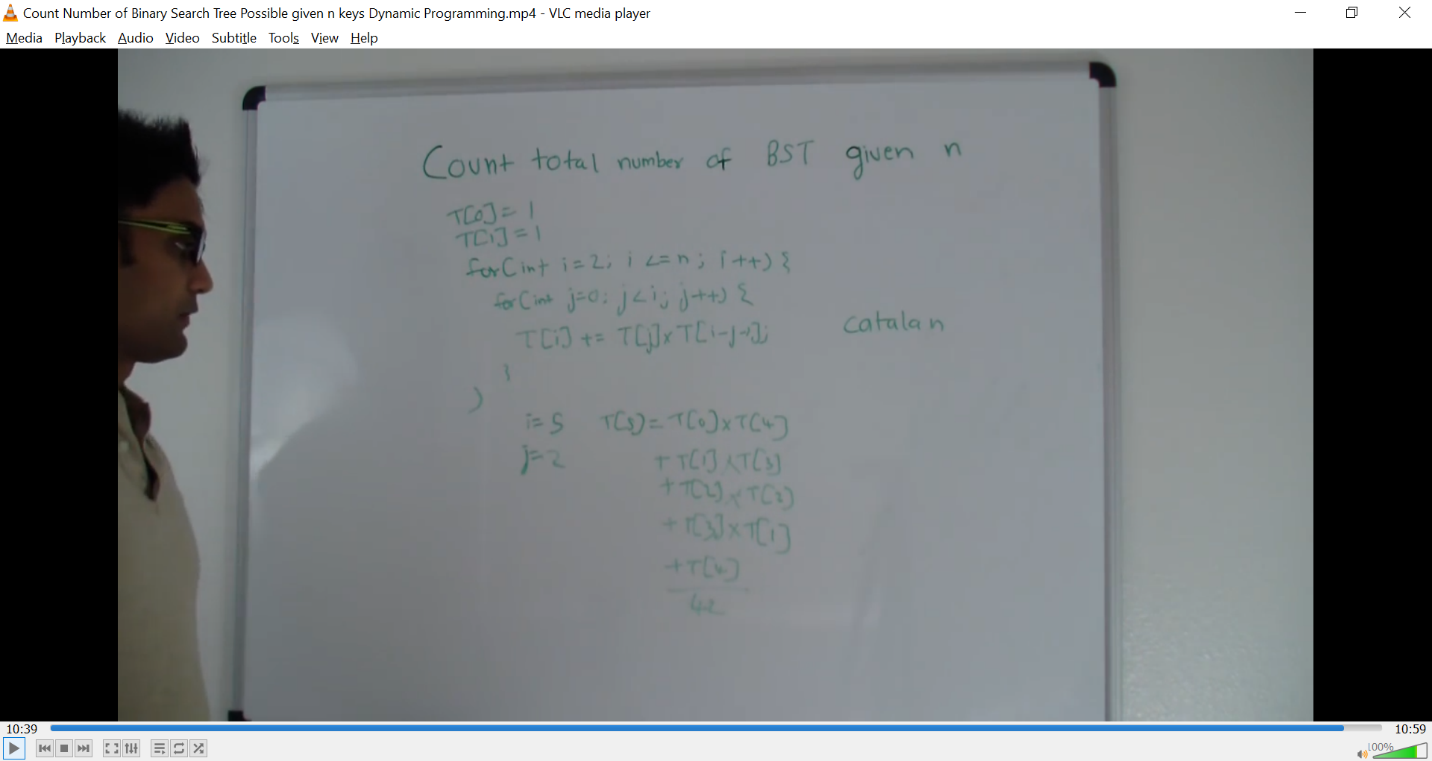 Count Number of Binary Search Tree Possible given n keys Dynamic Programming.mp4 - VLC media player
Media Playback Audio Video Subtitle Tools View Help
Count total number of BST given n
T[0]= 1
T[1]=1
for(int i=2; i <=n; i++) {
for(int j=0; j<i; j++) {
T[i] += T[j]x T[i-j-1];
catalan
}
}
i= 5 T[5]= T[0]xT[4]
j=2 + T[1] xT[3]
+ T[2] x T[2]
+ T[3]xT[1]
+T[4]
42
10:39
10:59
100%